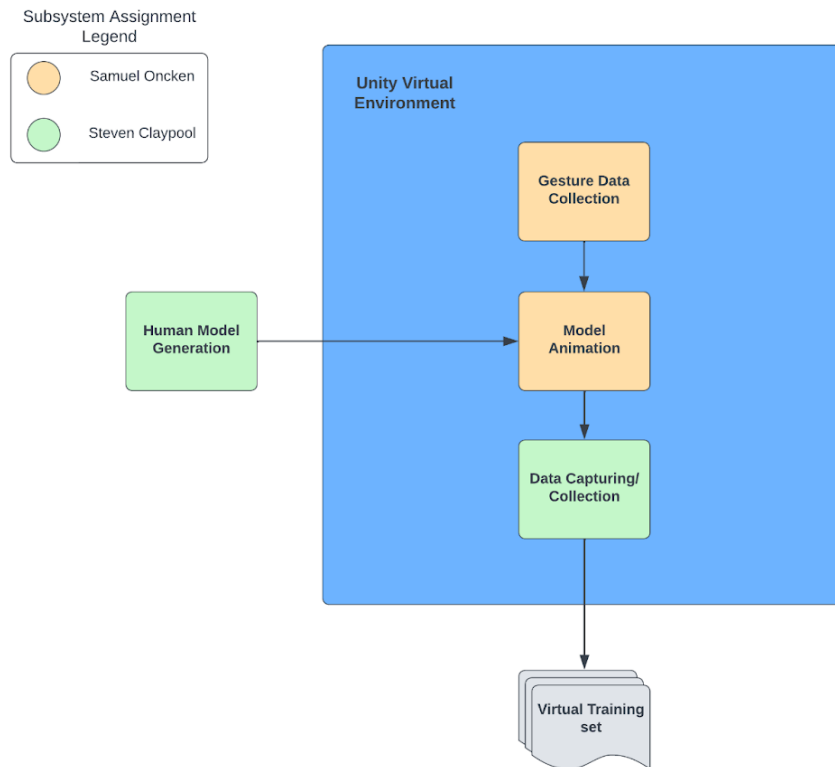 Subsystem Assignment
Legend
Samuel Oncken
Steven Claypool
Unity Virtual
Environment
Gesture Data
Collection
Human Model
Generation
Model
Animation
Data Capturing/
Collection
Virtual Training
set